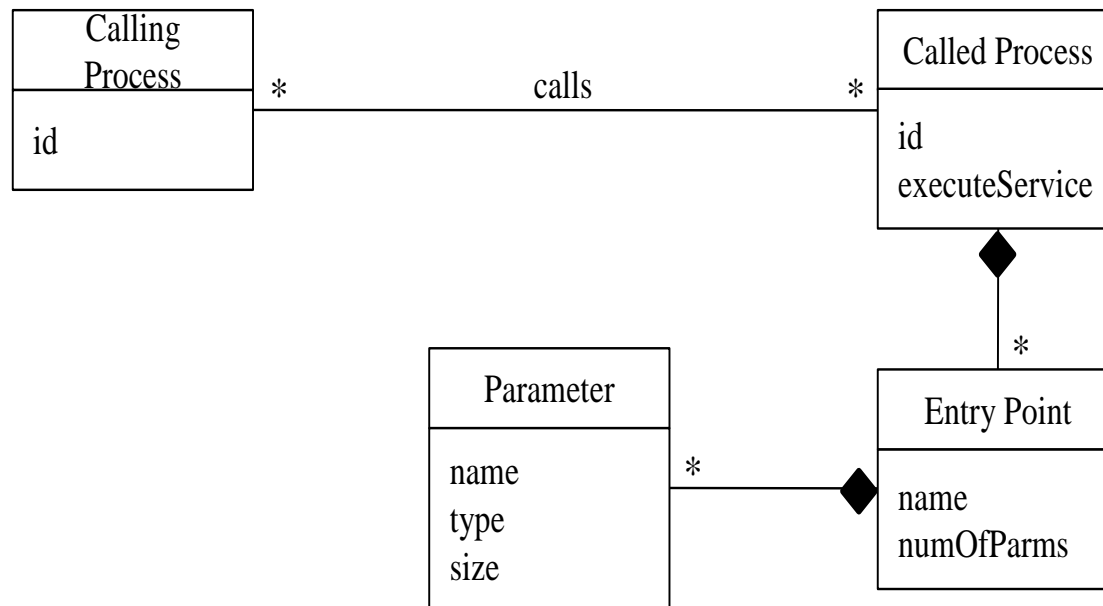 Calling
Process
id
*
calls
*
Called Process
id
executeService
*
Parameter
name
type
size
*
Entry Point
name
numOfParms